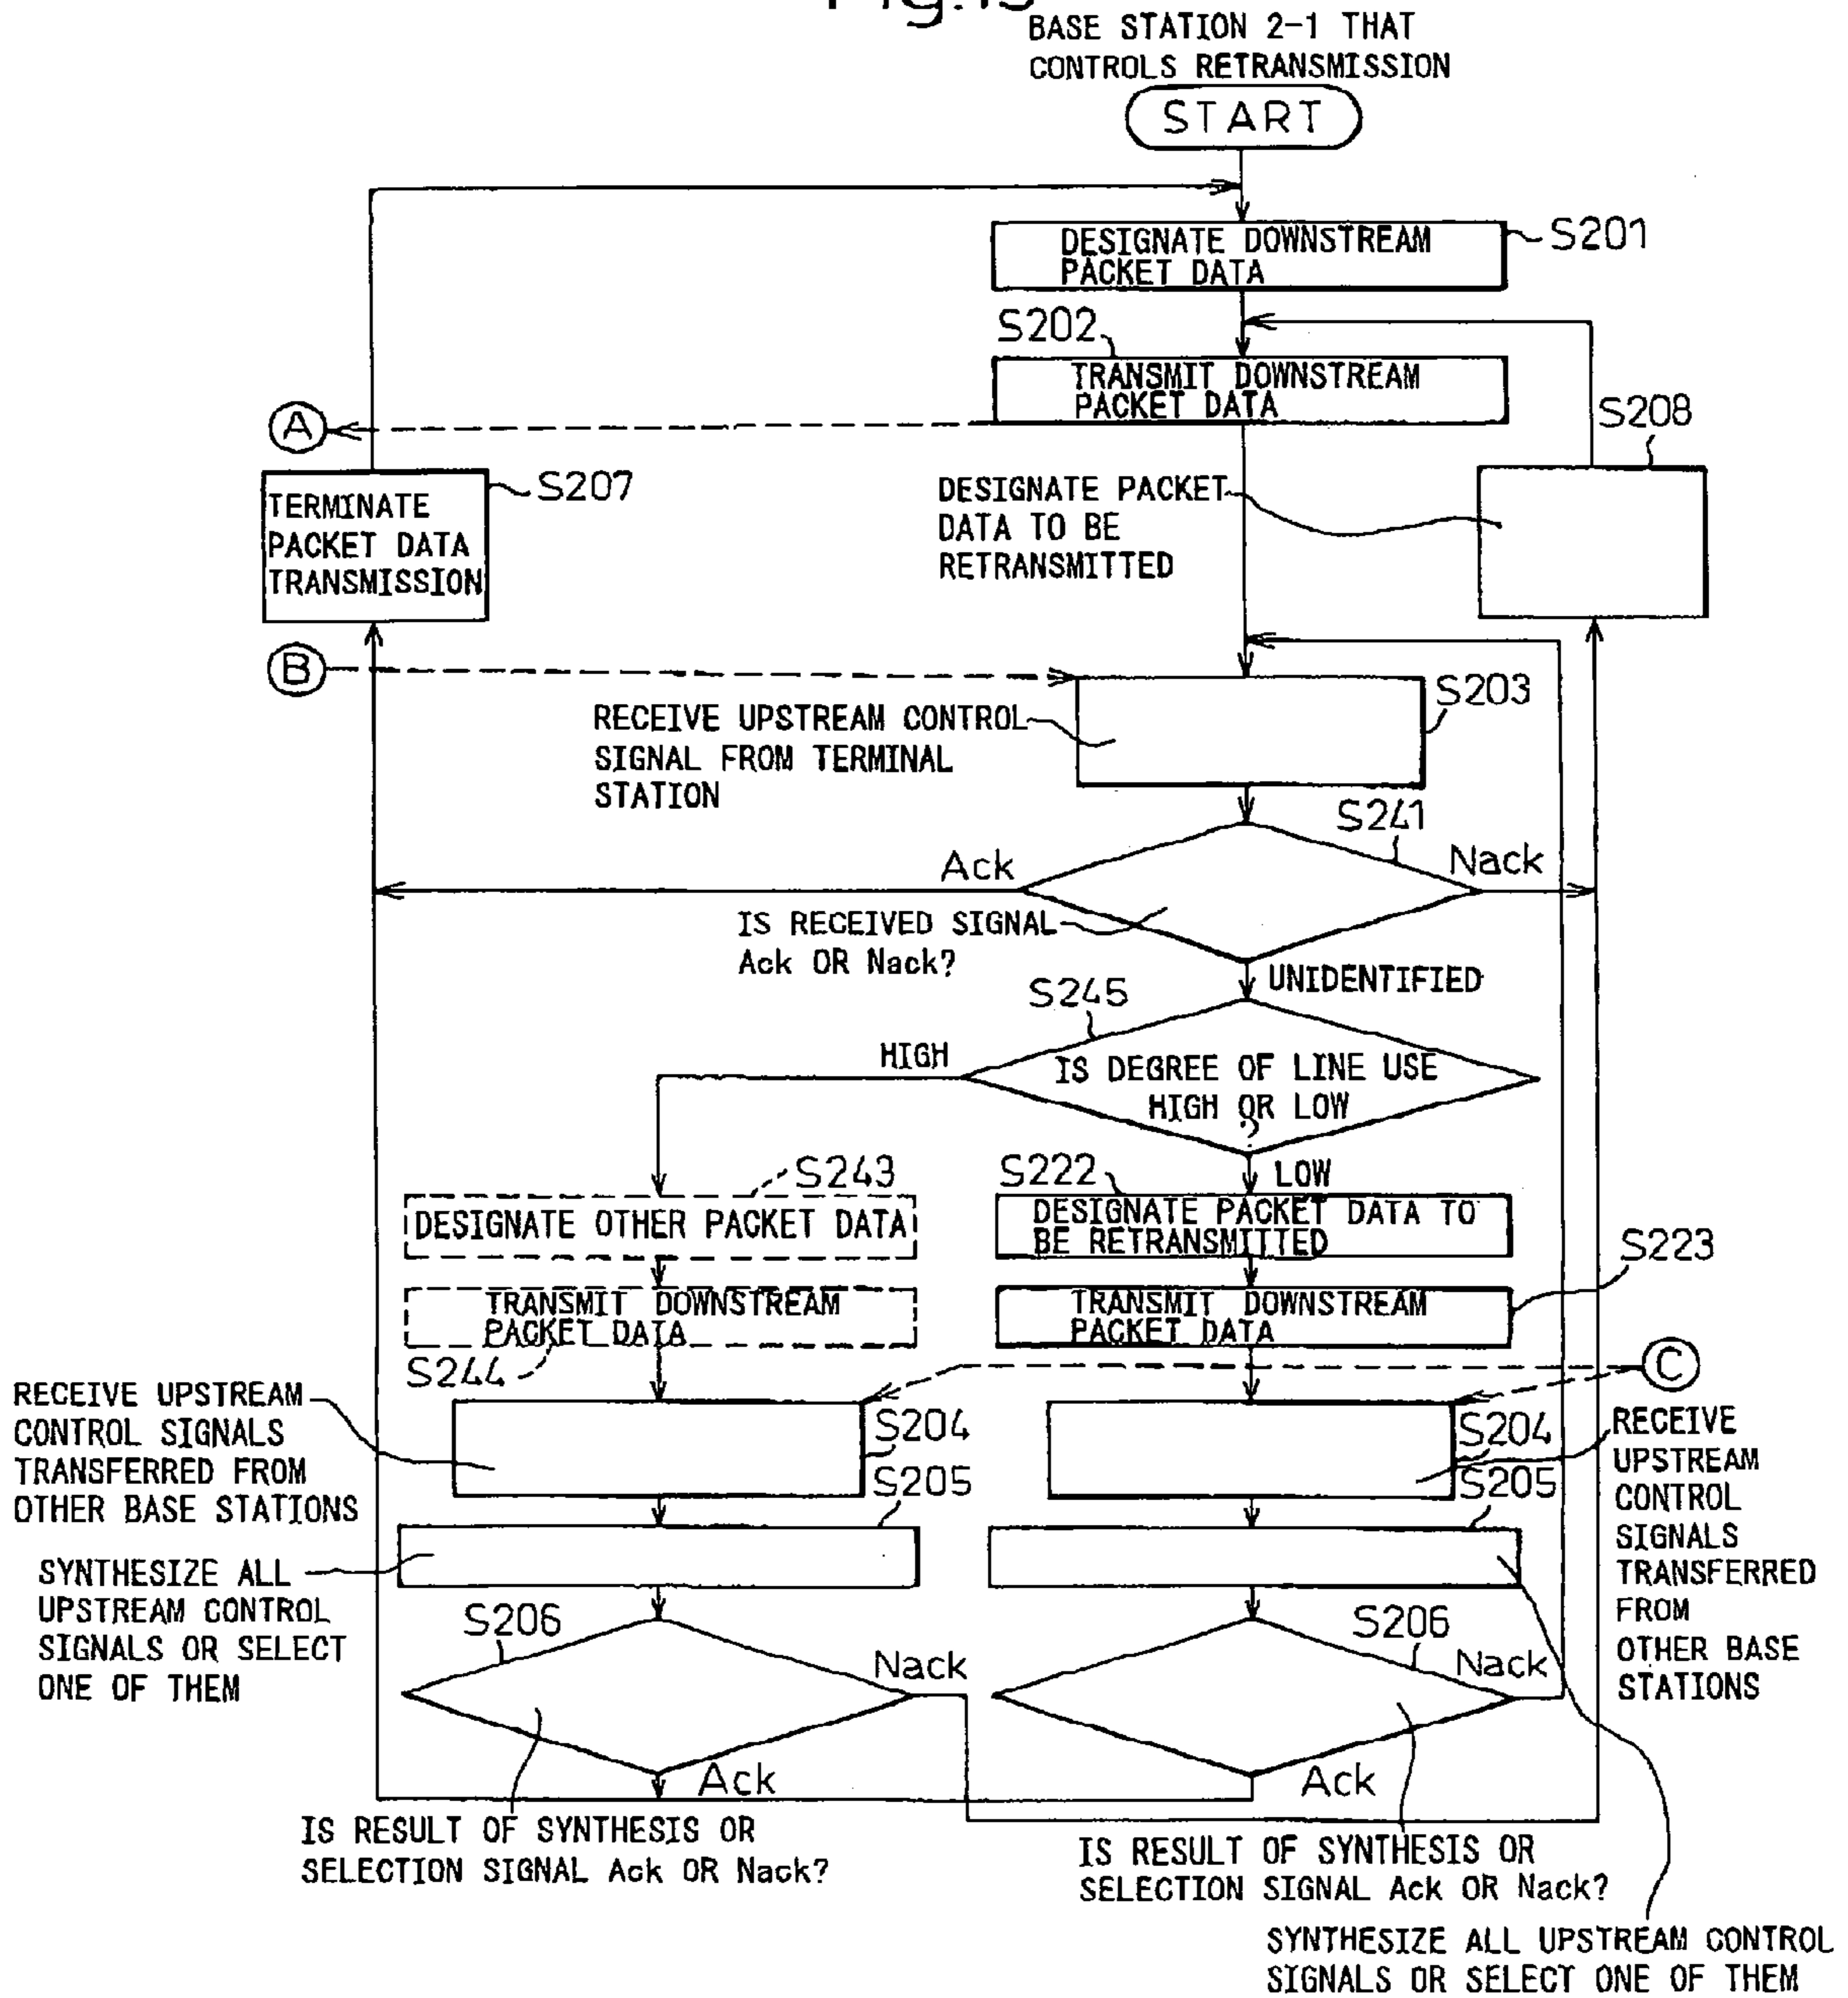 BASE STATION 2-1 THAT
CONTROLS RETRANSMISSION
START
DESIGNATE DOWNSTREAM
PACKET DATA
S201
S202
TRANSMIT DOWNSTREAM
PACKET DATA
A
S208
S207
TERMINATE
PACKET DATA
TRANSMISSION
DESIGNATE PACKET
DATA TO BE
RETRANSMITTED
B
S203
RECEIVE UPSTREAM CONTROL
SIGNAL FROM TERMINAL
STATION
S241
Ack
Nack
IS RECEIVED SIGNAL
Ack OR Nack?
UNIDENTIFIED
S245
HIGH
IS DEGREE OF LINE USE
HIGH OR LOW
?
LOW
S243
DESIGNATE OTHER PACKET DATA
S222
DESIGNATE PACKET DATA TO
BE RETRANSMITTED
S223
TRANSMIT DOWNSTREAM
PACKET DATA
S244
TRANSMIT DOWNSTREAM
PACKET DATA
C
RECEIVE UPSTREAM
CONTROL SIGNALS
TRANSFERRED FROM
OTHER BASE STATIONS
S204
S205
S204
S205
RECEIVE
UPSTREAM
CONTROL
SIGNALS
TRANSFERRED
FROM
OTHER BASE
STATIONS
SYNTHESIZE ALL
UPSTREAM CONTROL
SIGNALS OR SELECT
ONE OF THEM
S206
Nack
S206
Nack
Ack
Ack
IS RESULT OF SYNTHESIS OR
SELECTION SIGNAL Ack OR Nack?
IS RESULT OF SYNTHESIS OR
SELECTION SIGNAL Ack OR Nack?
SYNTHESIZE ALL UPSTREAM CONTROL
SIGNALS OR SELECT ONE OF THEM